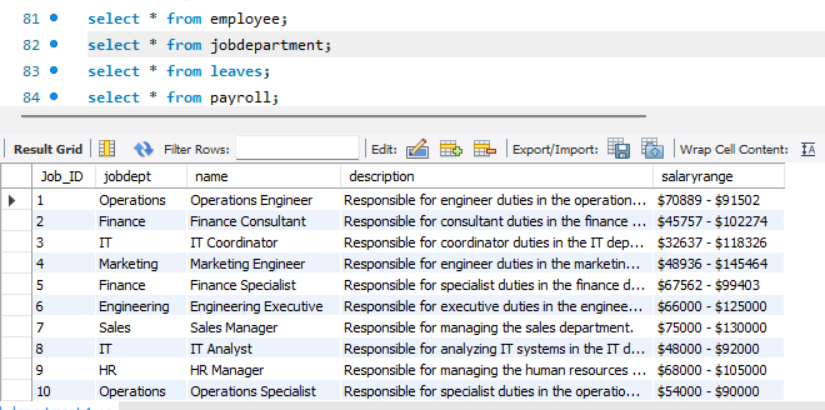 81 select * from employee;
82 select * from jobdepartment;
83 select * from leaves;
84 select * from payroll;
Result Grid Filter Rows: Edit: Export/Import: Wrap Cell Content: IA
Job_ID jobdept name description salaryrange
1 Operations Operations Engineer Responsible for engineer duties in the operation... $70889 - $91502
2 Finance Finance Consultant Responsible for consultant duties in the finance ... $45757 - $102274
3 IT IT Coordinator Responsible for coordinator duties in the IT dep... $32637 - $118326
4 Marketing Marketing Engineer Responsible for engineer duties in the marketin... $48936 - $145464
5 Finance Finance Specialist Responsible for specialist duties in the finance d... $67562 - $99403
6 Engineering Engineering Executive Responsible for executive duties in the enginee... $66000 - $125000
7 Sales Sales Manager Responsible for managing the sales department. $75000 - $130000
8 IT IT Analyst Responsible for analyzing IT systems in the IT d... $48000 - $92000
9 HR HR Manager Responsible for managing the human resources ... $68000 - $105000
10 Operations Operations Specialist Responsible for specialist duties in the operatio... $54000 - $90000